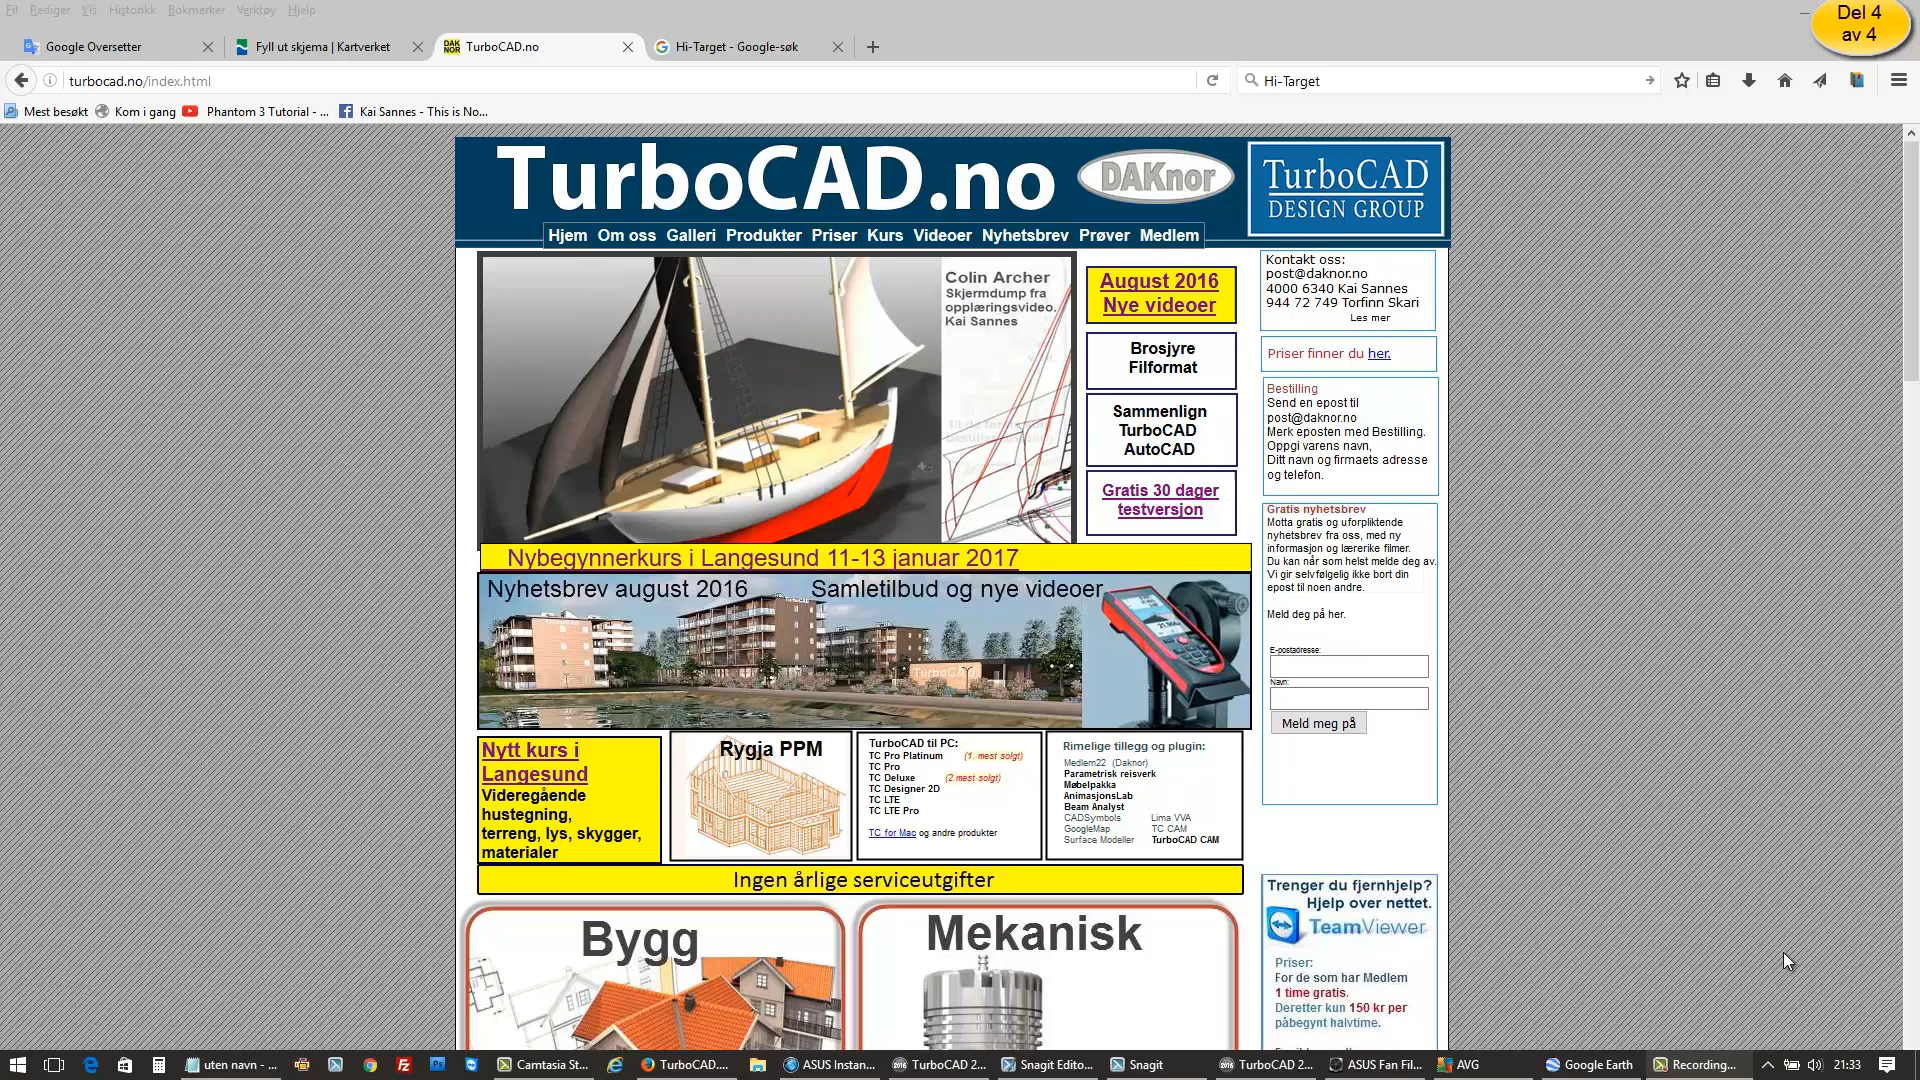 Fil Rediger Vis Historikk Bokmerker Verktøy Hjelp
Del 4
av 4
Google Oversetter
Fyll ut skjema | Kartverket
DAK NOR TurboCAD.no
Hi-Target - Google-søk
turbocad.no/index.html
Hi-Target
Mest besøkt Kom i gang Phantom 3 Tutorial - ... Kai Sannes - This is No...
TurboCAD.no
DAKnor
TurboCAD
DESIGN GROUP
Hjem Om oss Galleri Produkter Priser Kurs Videoer Nyhetsbrev Prøver Medlem
Colin Archer
Skjermdump fra
opplæringsvideo.
Kai Sannes
August 2016
Nye videoer
Brosjyre
Filformat
Sammenlign
TurboCAD
AutoCAD
Gratis 30 dager
testversjon
Kontakt oss:
post@daknor.no
4000 6340 Kai Sannes
944 72 749 Torfinn Skari
Les mer
Priser finner du her.
Bestilling
Send en epost til
post@daknor.no
Merk eposten med Bestilling.
Oppgi varens navn,
Ditt navn og firmaets adresse
og telefon.
Gratis nyhetsbrev
Motta gratis og uforpliktende
nyhetsbrev fra oss, med ny
informasjon og lærerike filmer.
Du kan når som helst melde deg av.
Vi gir selvfølgelig ikke bort din
epost til noen andre.
Meld deg på her.
E-postadresse:
Navn:
Meld meg på
Nybegynnerkurs i Langesund 11-13 januar 2017
Nyhetsbrev august 2016 Samletilbud og nye videoer
TurboCAD
Nytt kurs i
Langesund
Videregående
hustegning,
terreng, lys, skygger,
materialer
Rygja PPM
TurboCAD til PC:
TC Pro Platinum (1. mest solgt)
TC Pro
TC Deluxe (2.mest solgt)
TC Designer 2D
TC LTE
TC LTE Pro
TC for Mac og andre produkter
Rimelige tillegg og plugin:
Medlem22 (Daknor)
Parametrisk reisverk
Møbelpakka
AnimasjonsLab
Beam Analyst
CADSymbols Lima VVA
GoogleMap TC CAM
Surface Modeller TurboCAD CAM
Ingen årlige serviceutgifter
Bygg
Mekanisk
Trenger du fjernhjelp?
Hjelp over nettet.
TeamViewer
Priser:
For de som har Medlem
1 time gratis.
Deretter kun 150 kr per
påbegynt halvtime.
uten navn - ... Camtasia St... TurboCAD.... ASUS Instan... TurboCAD 2... Snagit Edito... Snagit TurboCAD 2... ASUS Fan Fil... AVG Google Earth Recording... 21:33